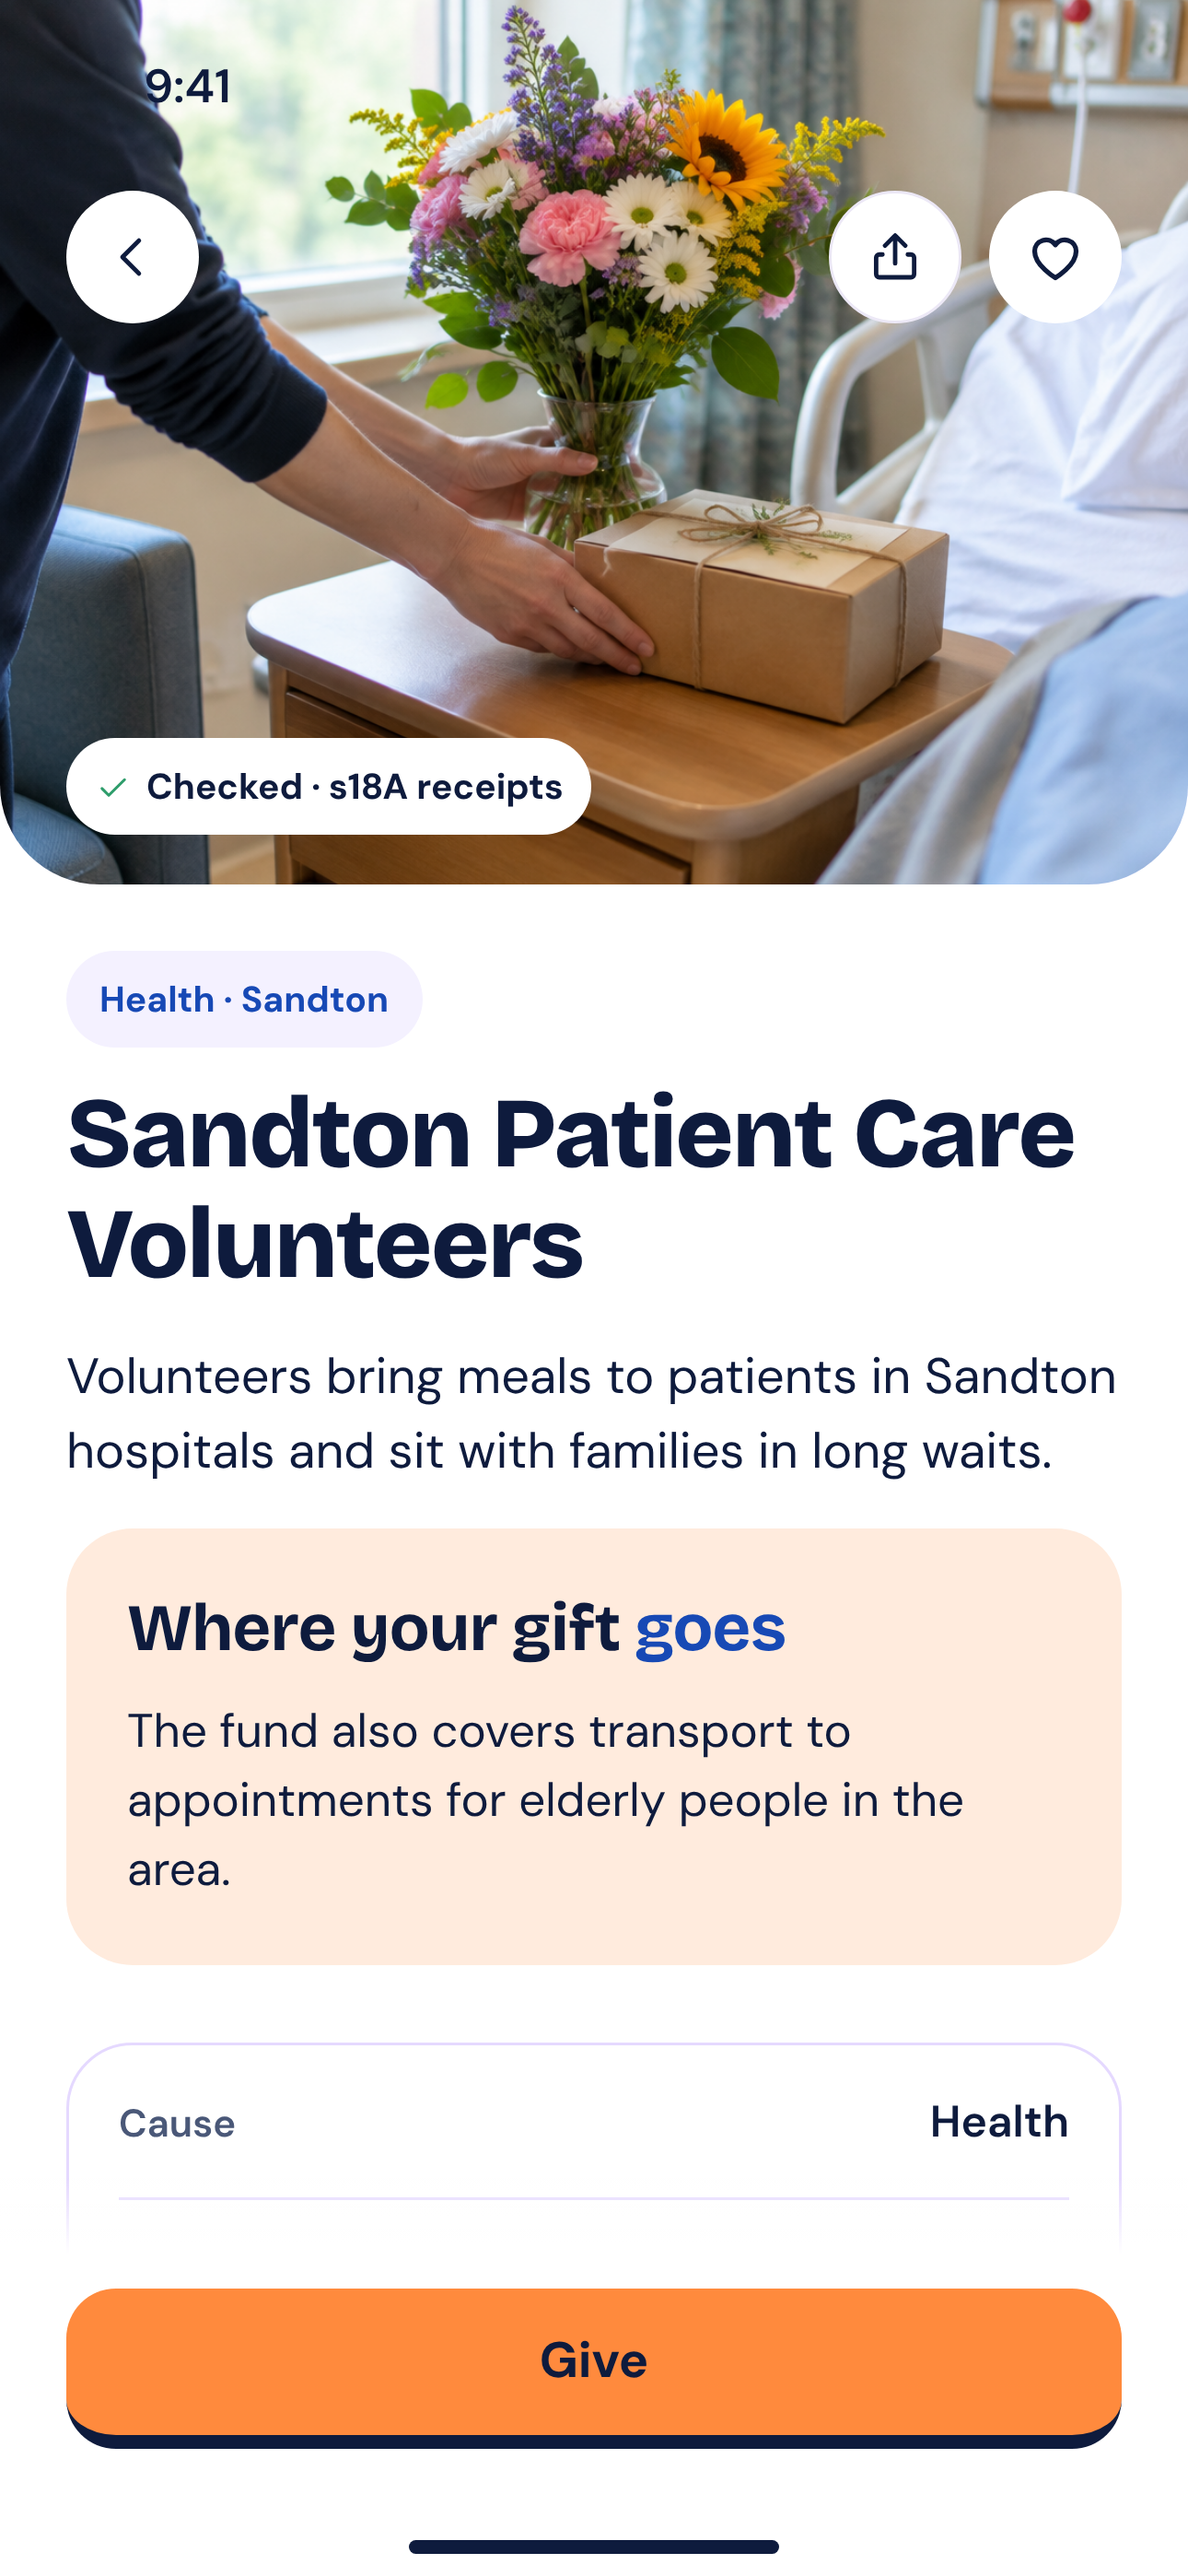 9:41
Checked · s18A receipts
Health · Sandton
Sandton Patient Care
Volunteers
Volunteers bring meals to patients in Sandton
hospitals and sit with families in long waits.
Where your gift goes
The fund also covers transport to
appointments for elderly people in the
area.
Cause Health
Give